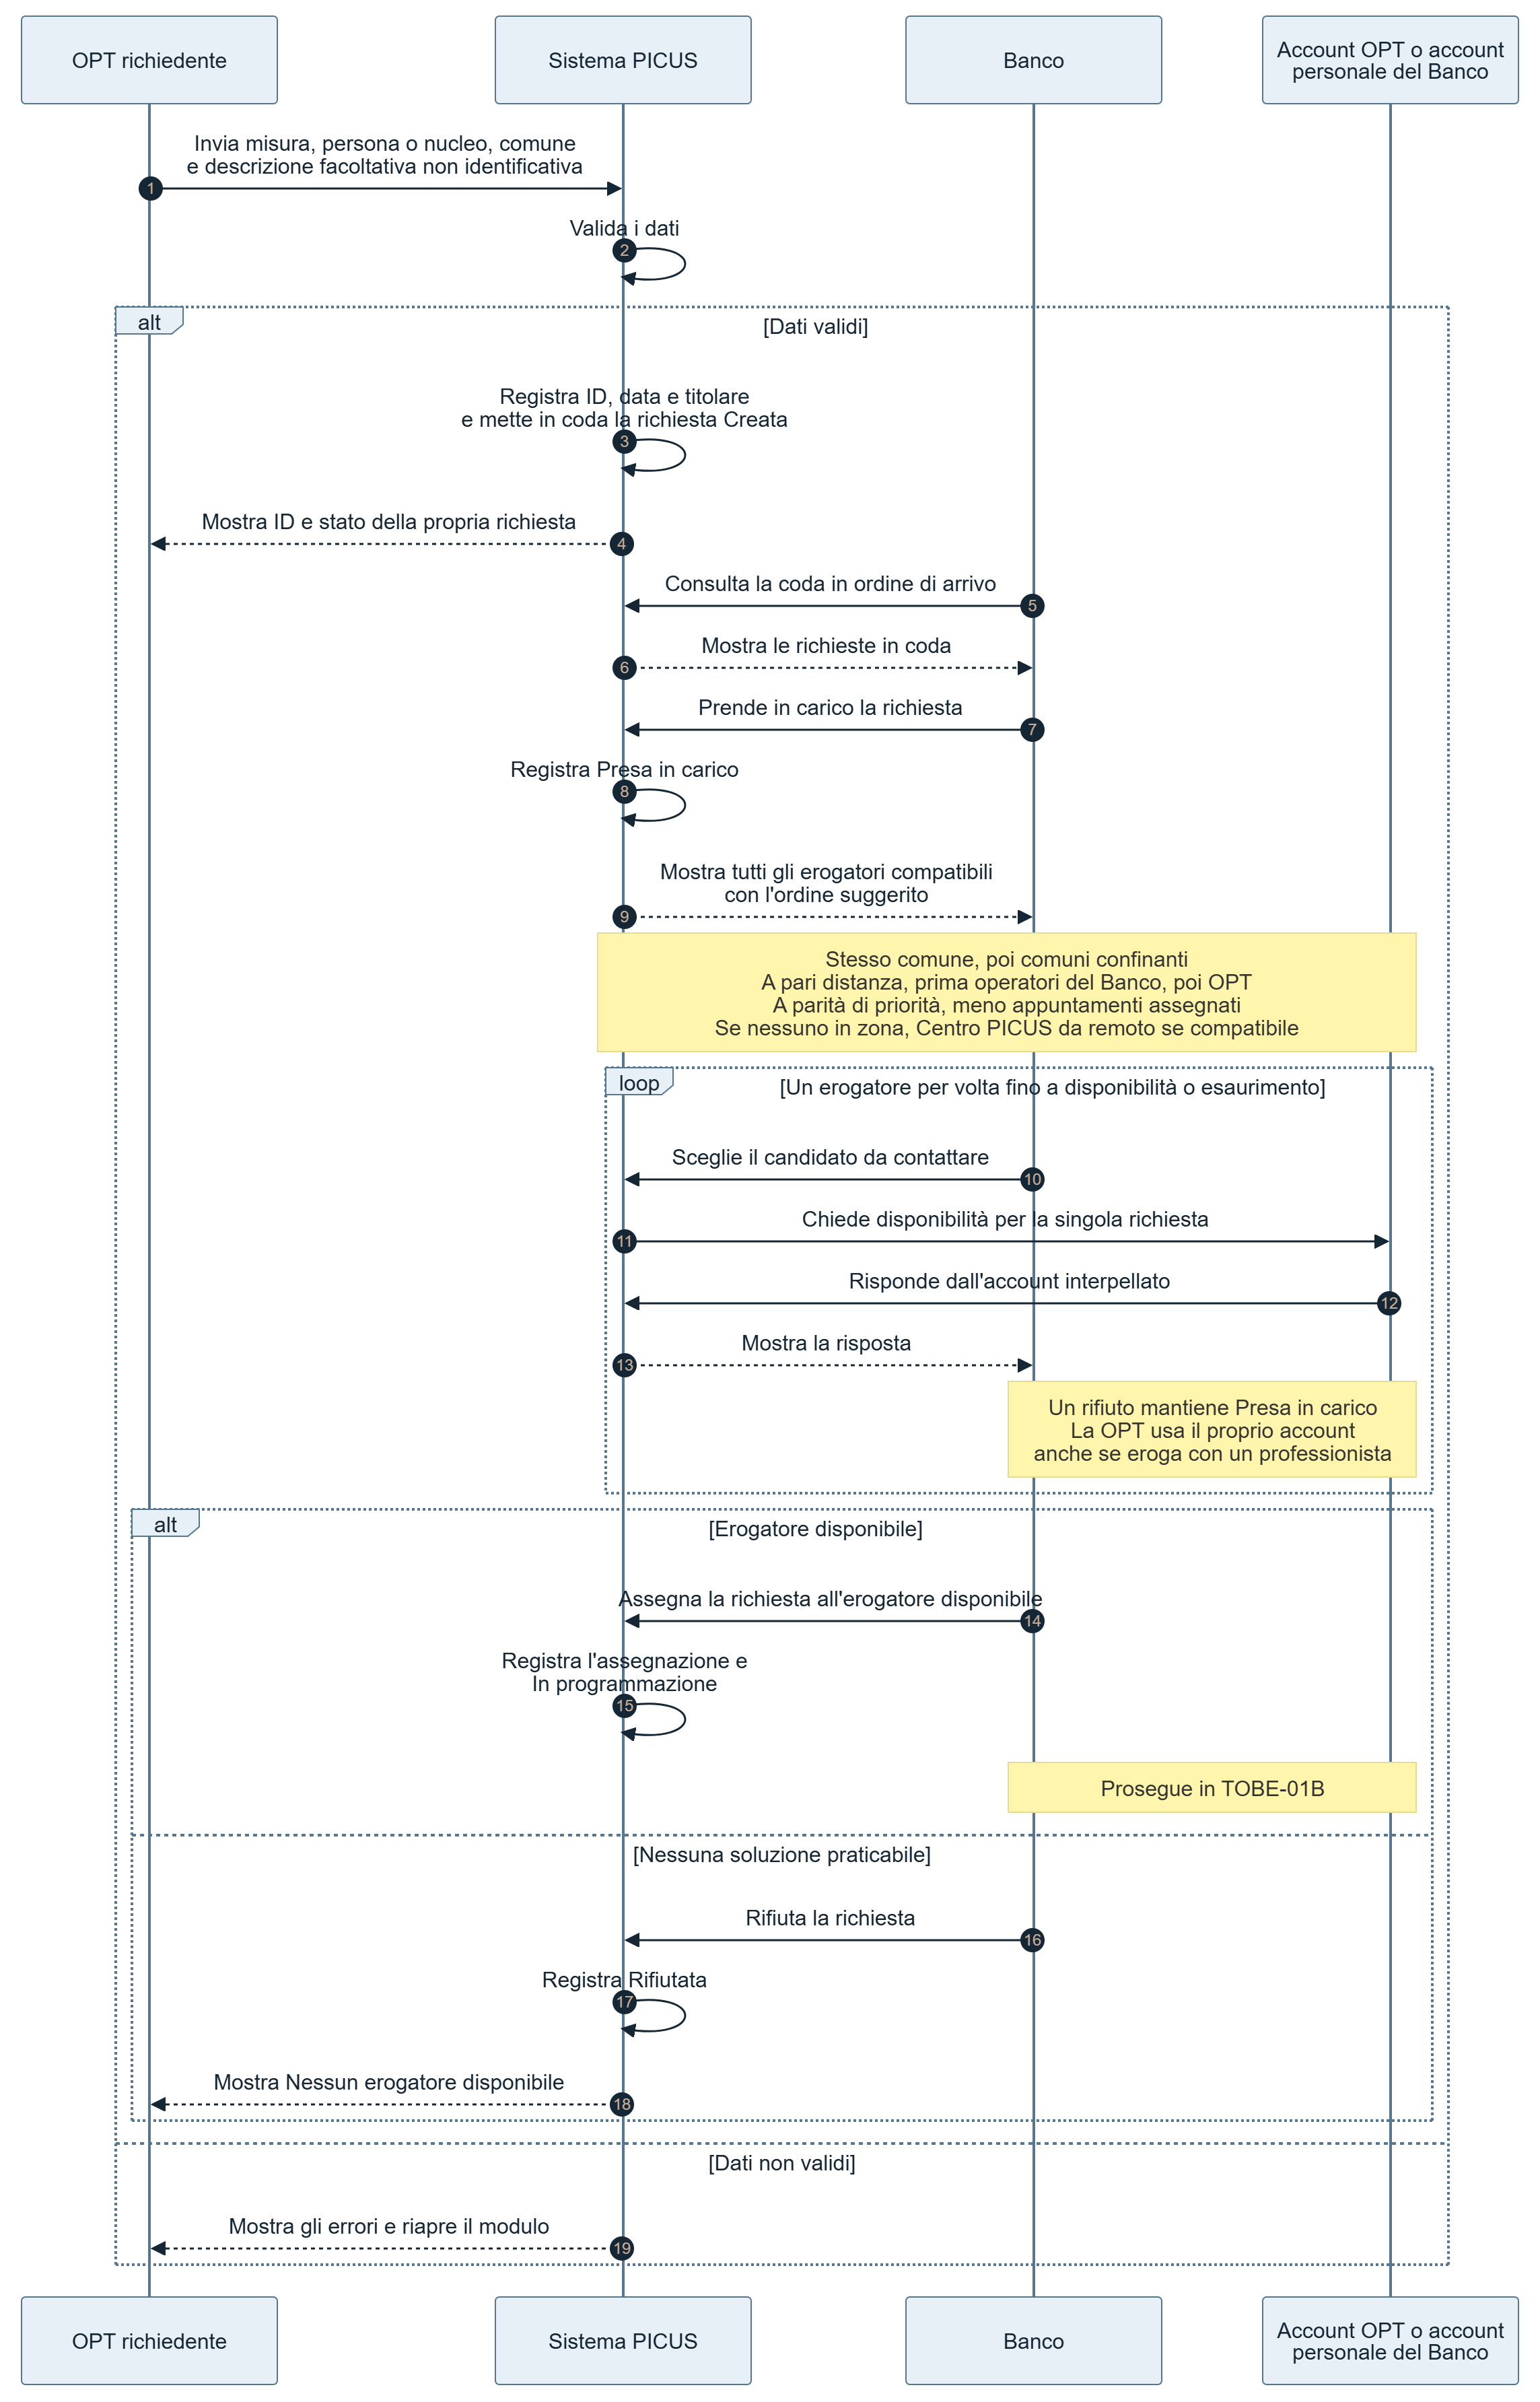 OPT richiedente
Sistema PICUS
Banco
Account OPT o account
personale del Banco
Invia misura, persona o nucleo, comune
e descrizione facoltativa non identificativa
1
Valida i dati
2
alt
[Dati validi]
Registra ID, data e titolare
e mette in coda la richiesta Creata
3
Mostra ID e stato della propria richiesta
4
Consulta la coda in ordine di arrivo
5
Mostra le richieste in coda
6
Prende in carico la richiesta
7
Registra Presa in carico
8
Mostra tutti gli erogatori compatibili
con l'ordine suggerito
9
Stesso comune, poi comuni confinanti
A pari distanza, prima operatori del Banco, poi OPT
A parità di priorità, meno appuntamenti assegnati
Se nessuno in zona, Centro PICUS da remoto se compatibile
loop
[Un erogatore per volta fino a disponibilità o esaurimento]
Sceglie il candidato da contattare
10
Chiede disponibilità per la singola richiesta
11
Risponde dall'account interpellato
12
Mostra la risposta
13
Un rifiuto mantiene Presa in carico
La OPT usa il proprio account
anche se eroga con un professionista
alt
[Erogatore disponibile]
Assegna la richiesta all'erogatore disponibile
14
Registra l'assegnazione e
In programmazione
15
Prosegue in TOBE-01B
[Nessuna soluzione praticabile]
Rifiuta la richiesta
16
Registra Rifiutata
17
Mostra Nessun erogatore disponibile
18
[Dati non validi]
Mostra gli errori e riapre il modulo
19
OPT richiedente
Sistema PICUS
Banco
Account OPT o account
personale del Banco